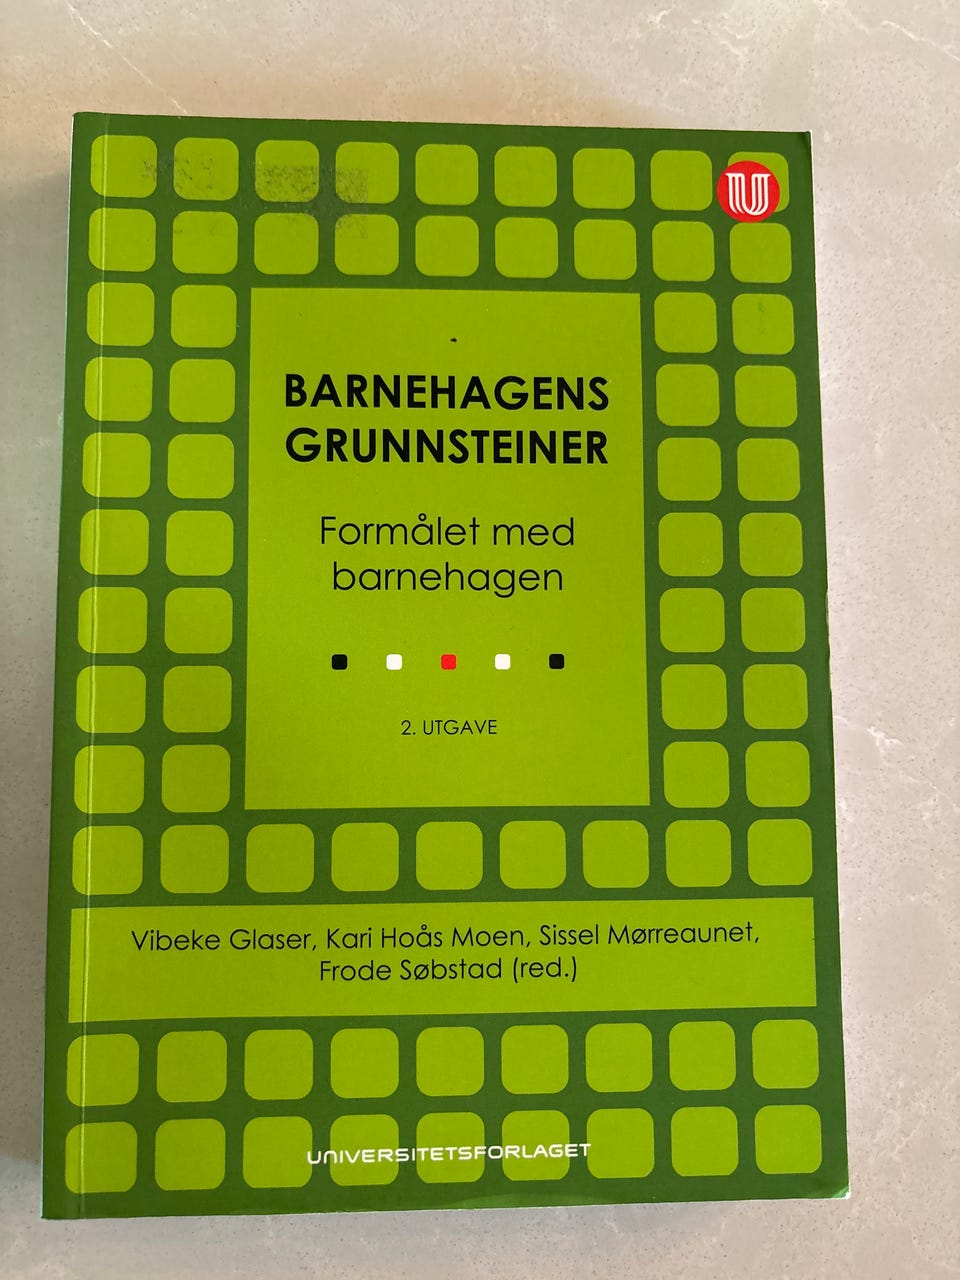 U
BARNEHAGENS
GRUNNSTEINER
Formålet med
barnehagen
2. UTGAVE
Vibeke Glaser, Kari Hoås Moen, Sissel Mørreaunet,
Frode Søbstad (red.)
UNIVERSITETSFORLAGET